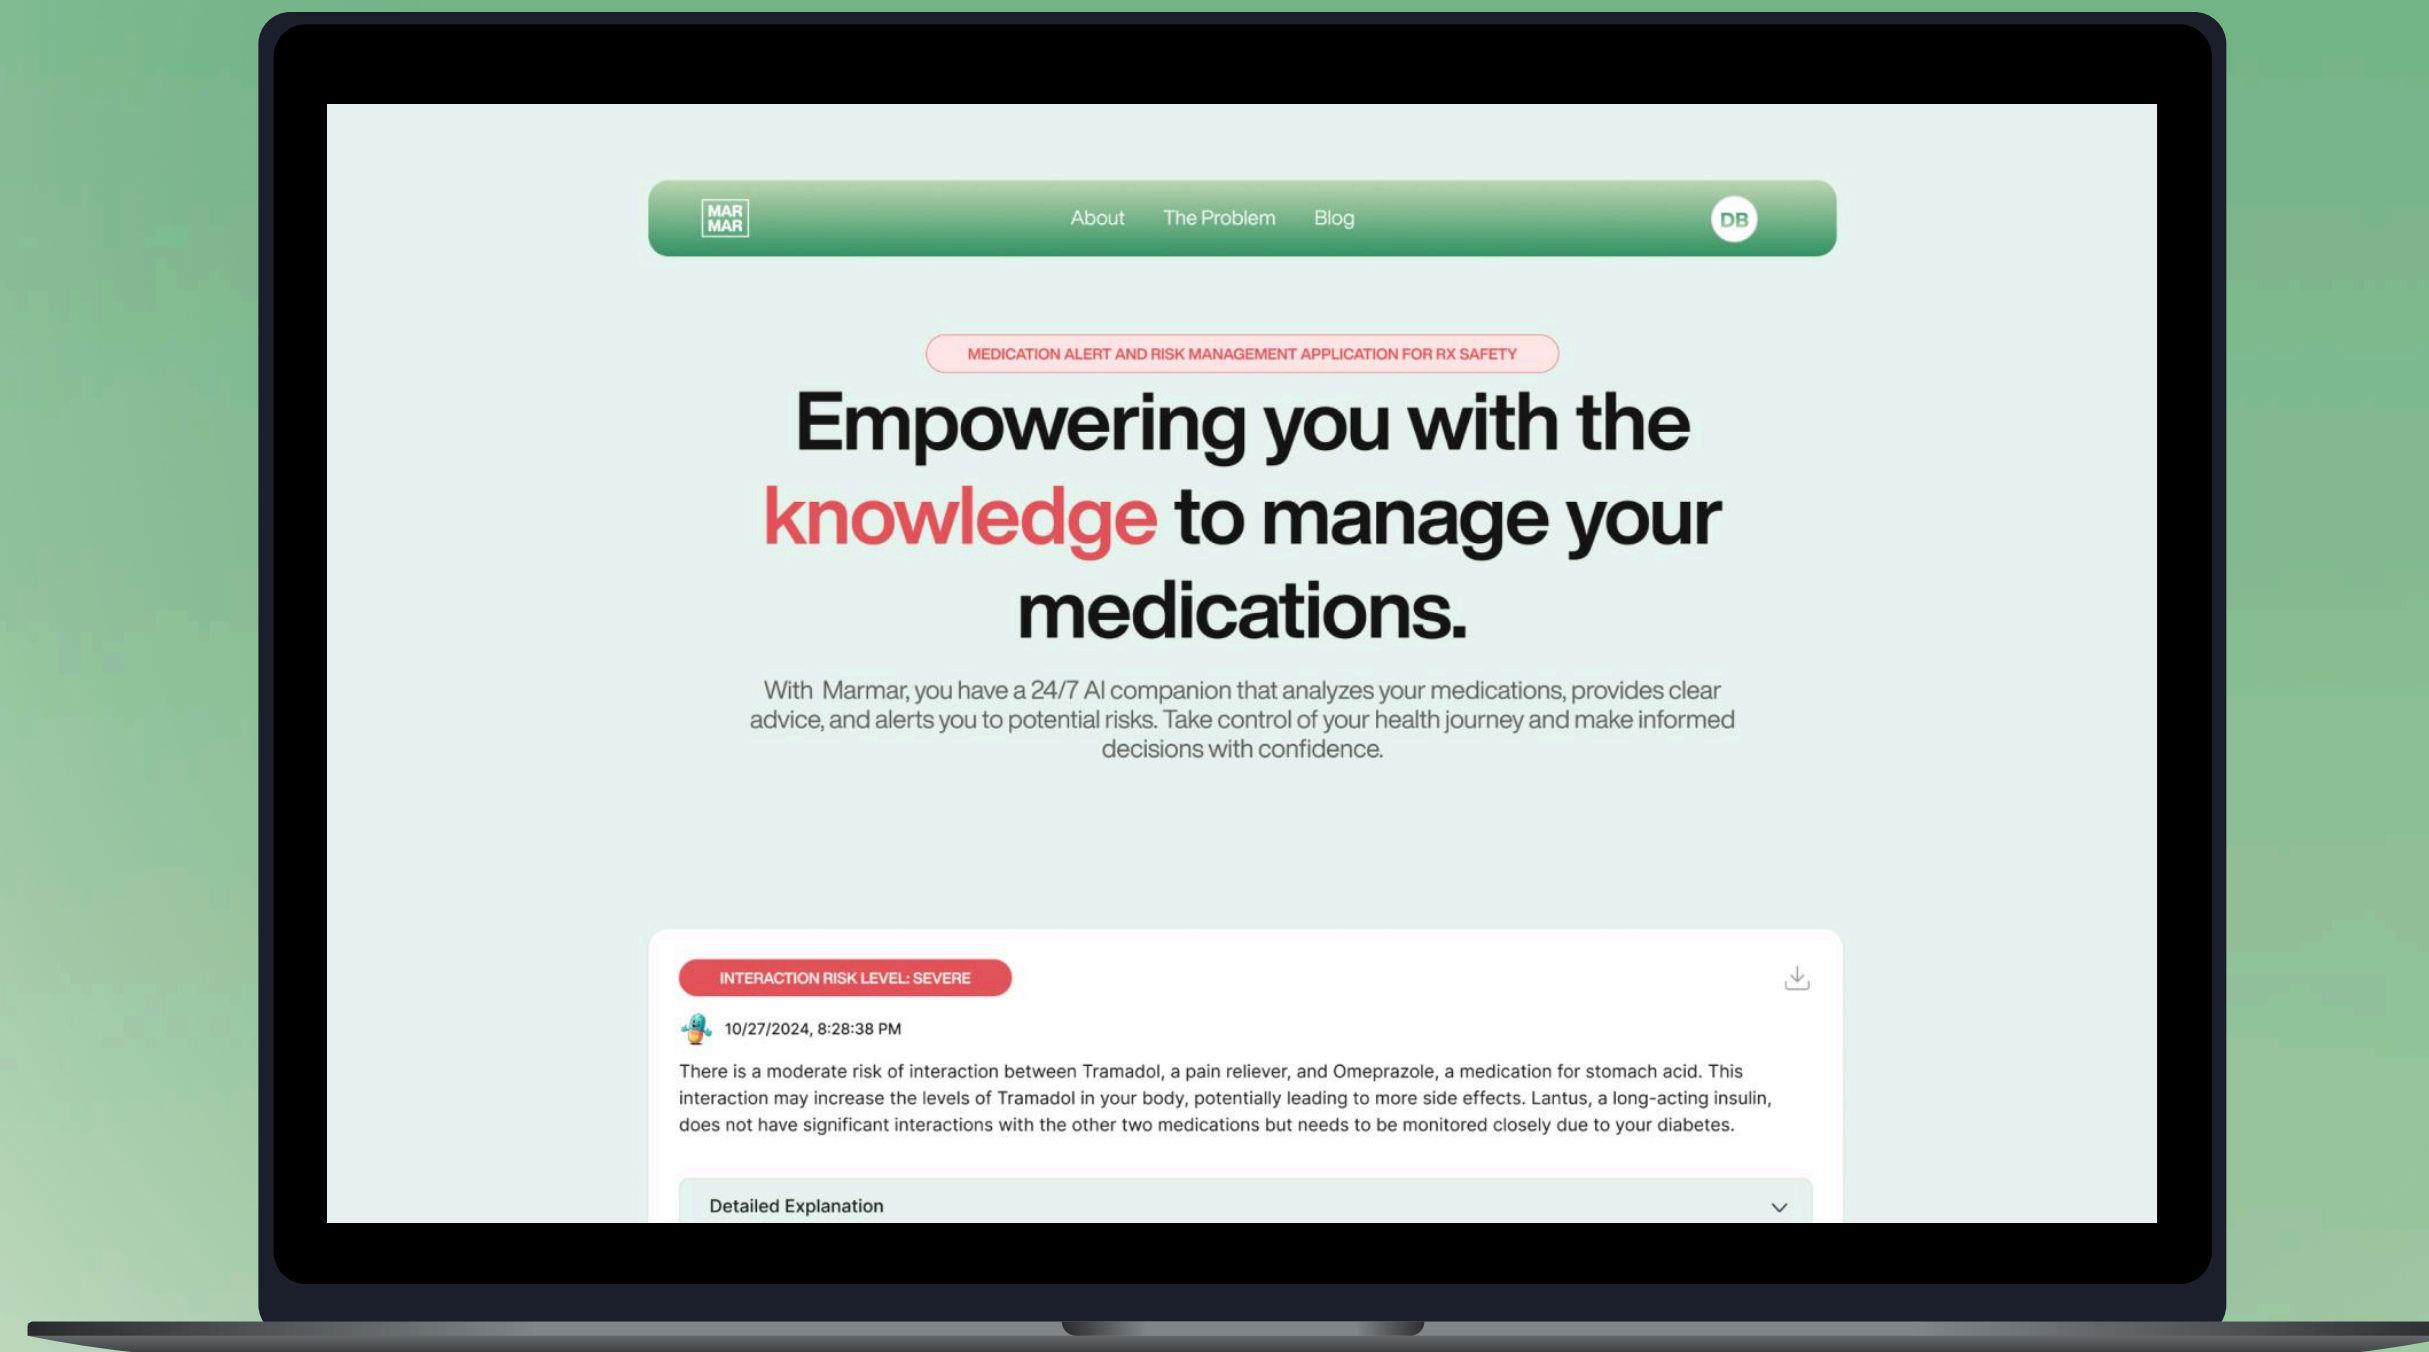 MAR
MAR
About The Problem Blog
DB
MEDICATION ALERT AND RISK MANAGEMENT APPLICATION FOR RX SAFETY
Empowering you with the
knowledge to manage your
medications.
With Marmar, you have a 24/7 AI companion that analyzes your medications, provides clear
advice, and alerts you to potential risks. Take control of your health journey and make informed
decisions with confidence.
INTERACTION RISK LEVEL: SEVERE
10/27/2024, 8:28:38 PM
There is a moderate risk of interaction between Tramadol, a pain reliever, and Omeprazole, a medication for stomach acid. This
interaction may increase the levels of Tramadol in your body, potentially leading to more side effects. Lantus, a long-acting insulin,
does not have significant interactions with the other two medications but needs to be monitored closely due to your diabetes.
Detailed Explanation